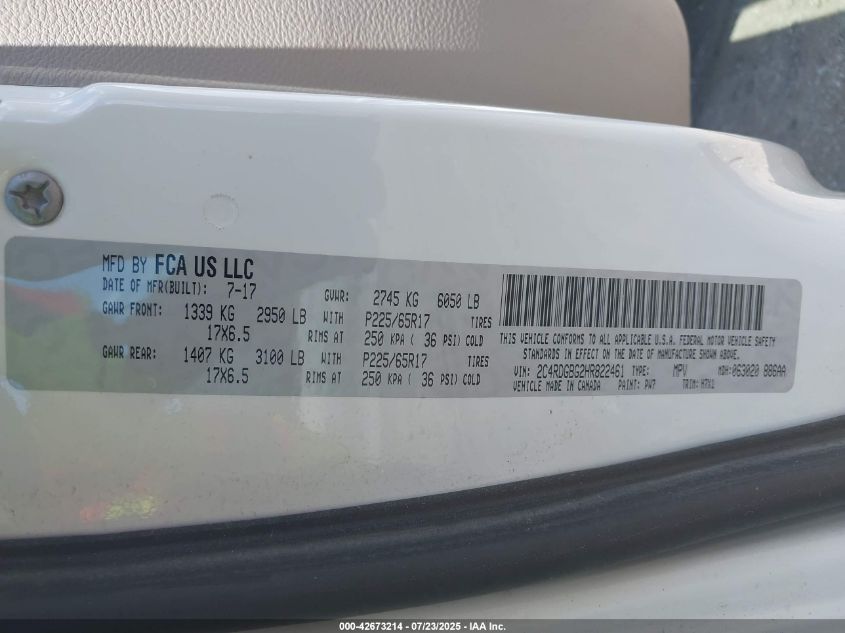 MFD BY FCA US LLC
DATE OF MFR(BUILT): 7-17 GVWR: 2745 KG 6050 LB
GAWR FRONT: 1339 KG 2950 LB WITH P225/65R17 TIRES
17X6.5 RIMS AT 250 KPA ( 36 PSI) COLD
GAWR REAR: 1407 KG 3100 LB WITH P225/65R17 TIRES
17X6.5 RIMS AT 250 KPA ( 36 PSI) COLD
THIS VEHICLE CONFORMS TO ALL APPLICABLE U.S.A. FEDERAL MOTOR VEHICLE SAFETY
STANDARDS IN EFFECT ON THE DATE OF MANUFACTURE SHOWN ABOVE.
VIN: 2C4RDGBG2HR822461 TYPE: MPV MDH: 063020 886AA
VEHICLE MADE IN CANADA PAINT: PW7 TRIM: H7X1
000-42673214 - 07/23/2025 - IAA Inc.